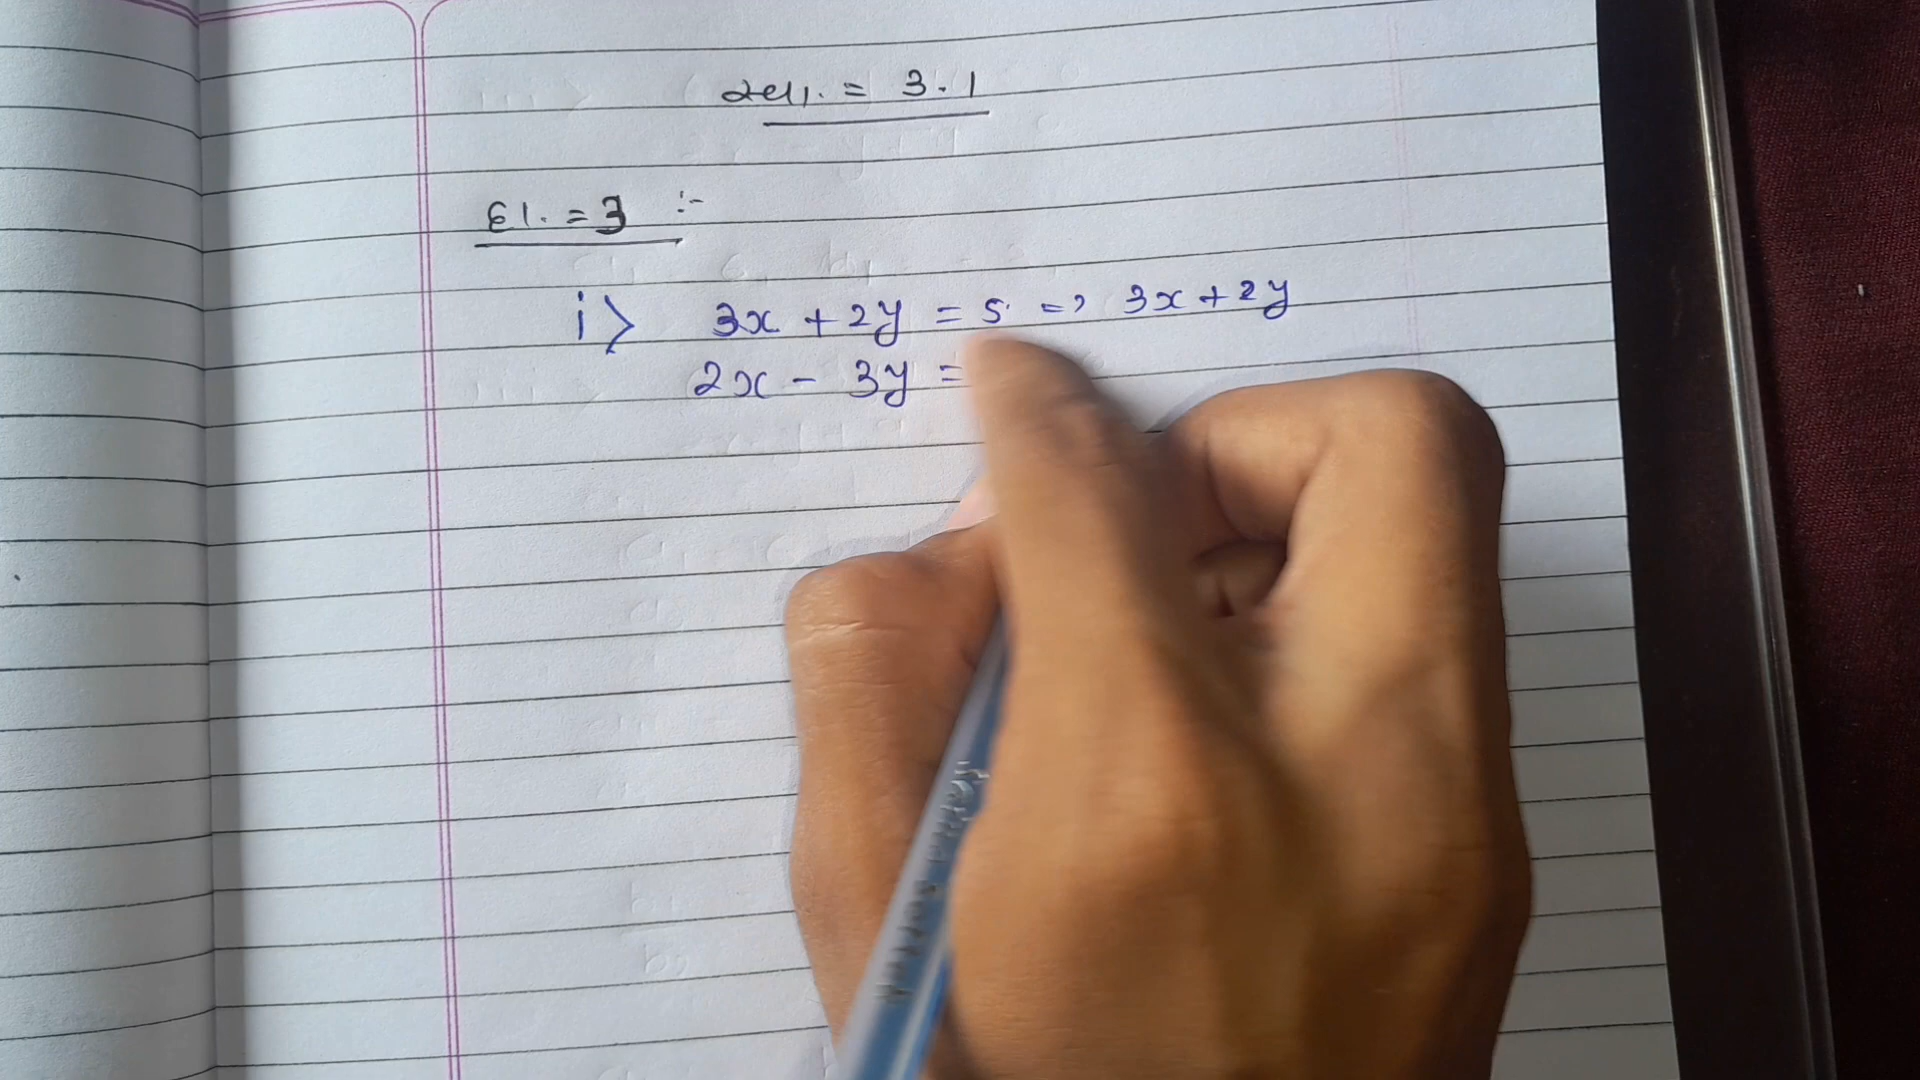 = 3.1
= 3 :-
i> 3x + 2y = 5 => 3x + 2y
2x - 3y =